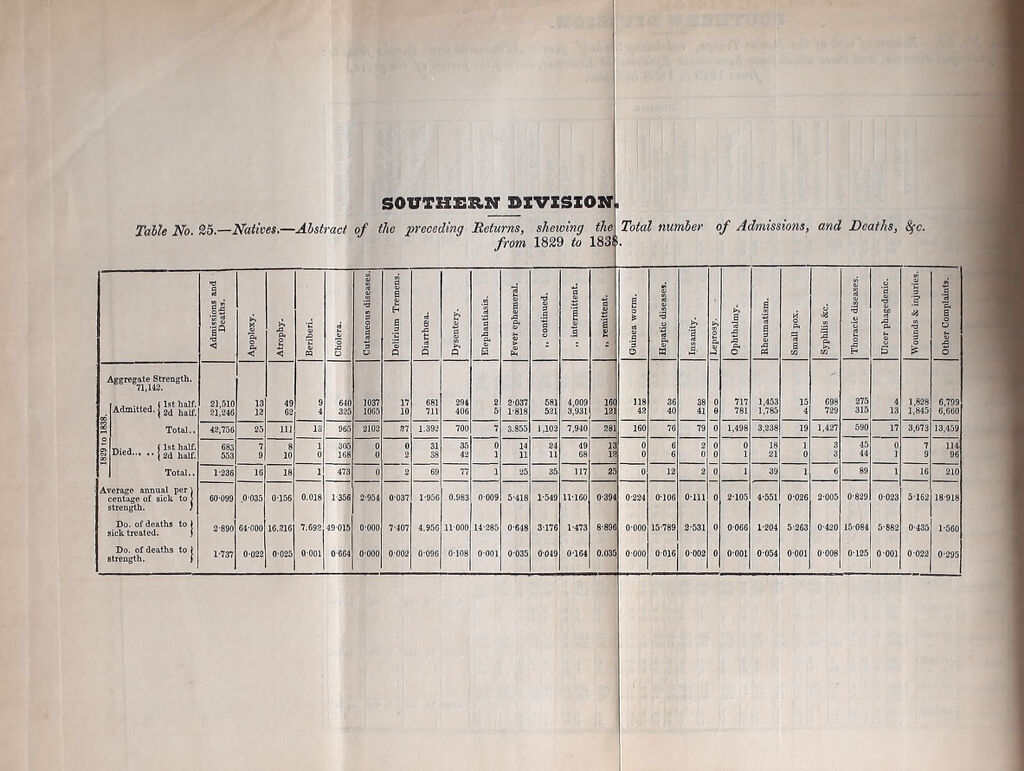 SOUTHERN DIVISION.
Table No. 25.—Natives.—Abstract of the preceding Returns, shewing the Total number of Admissions, and Deaths, &c.
from 1829 to 1838.
Admissions and Deaths. Apoplexy. Atrophy. Beriberi. Cholera. Cutaneous diseases. Delirium Tremens. Diarrhœa. Dysentery. Elephantiasis. Fever ephemeral. „ continued. „ intermittent. „ remittent. Guinea worm. Hepatic diseases. Insanity. Leprosy. Ophthalmy. Rheumatism. Small pox. Syphilis &c. Thoracic diseases. Ulcer phagedenic. Wounds & injuries. Other Complaints.
Aggregate Strength.
71,142.
1829 to 1838.
Admitted. { 1st half. 21,510 13 49 9 640 1037 17 681 294 2 2·037 581 4,009 160 118 36 38 0 717 1,453 15 698 275 4 1,828 6,799
2d half. 21,246 12 62 4 325 1065 10 711 406 5 1·818 521 3,931 121 42 40 41 0 781 1,785 4 729 315 13 1,845 6,660
Total.. 42,756 25 111 13 965 2102 27 1.392 700 7 3.855 1,102 7,940 281 160 76 79 0 1,498 3,238 19 1,427 590 17 3,673 13,459
Died... .. { 1st half. 683 7 8 1 305 0 0 31 35 0 14 24 49 13 0 6 2 0 0 18 1 3 45 0 7 114
2d half. 553 9 10 0 168 0 2 38 42 1 11 11 68 12 0 6 0 0 1 21 0 3 44 1 9 96
Total.. 1·236 16 18 1 473 0 2 69 77 1 25 35 117 25 0 12 2 0 1 39 1 6 89 1 16 210
Average annual per centage of sick to strength. } 60·099 0·035 0·156 0.018 1·356 2·954 0·037 1·956 0.983 0·009 5·418 1·549 11·160 0·394 0·224 0·106 0·111 0 2·105 4·551 0·026 2·005 0·829 0·023 5·162 18·918
Do. of deaths to sick treated. } 2·890 64·000 16,216 7.692 49·015 0·000 7·407 4.956 11·000 14·285 0·648 3·176 1·473 8·896 0·000 15·789 2·531 0 0·066 1·204 5·263 0·420 15·084 5·882 0·435 1·560
Do. of deaths to strength. } 1·737 0·022 0·025 0·001 0·664 0·000 0·002 0·096 0·108 0·001 0·035 0·049 0·164 0.035 0·000 0·016 0·002 0 0·001 0·054 0·001 0·008 0·125 0·001 0·022 0·295